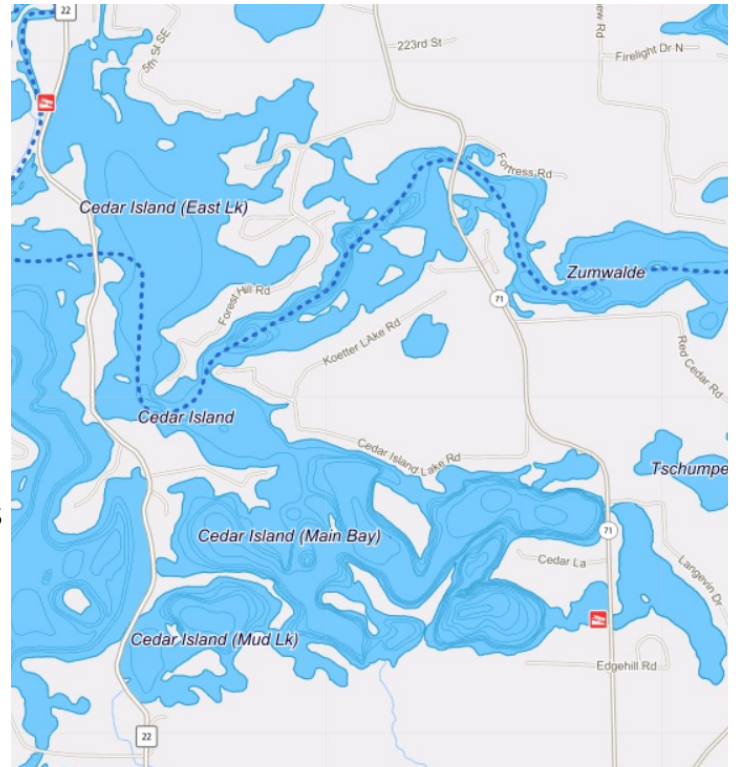 22
5th St SE
223rd St
Firelight Dr N
Fortress Rd
Cedar Island (East Lk)
Zumwalde
Forest Hill Rd
71
Koetter LAke Rd
Red Cedar Rd
Cedar Island
Cedar Island Lake Rd
Cedar Island (Main Bay)
71
Cedar La
Langevin Dr
Cedar Island (Mud Lk)
Edgehill Rd
22